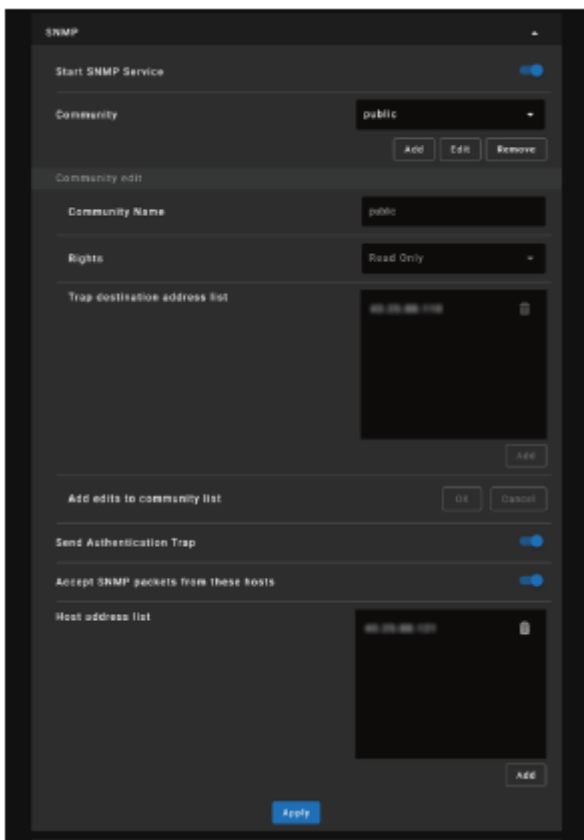 SNMP
Start SNMP Service
Community public
Add Edit Remove
Community edit
Community Name public
Rights Read Only
Trap destination address list
Add
Add edits to community list OK Cancel
Send Authentication Trap
Accept SNMP packets from these hosts
Host address list
Add
Apply